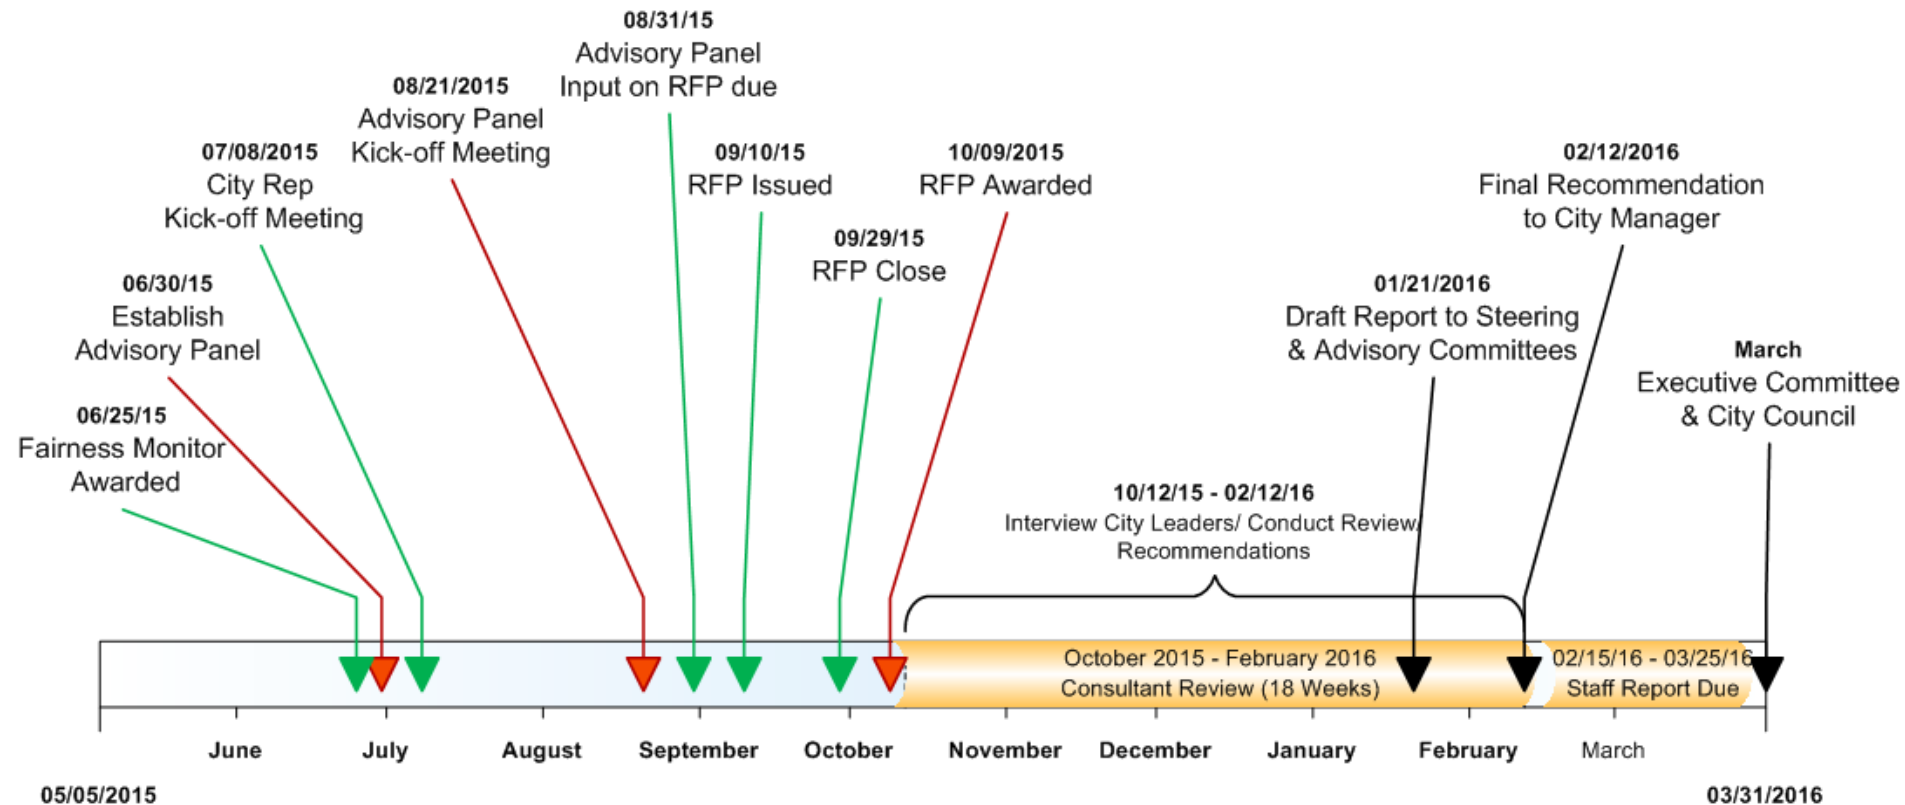 08/31/15
Advisory Panel
Input on RFP due
08/21/2015
Advisory Panel
Kick-off Meeting
07/08/2015
City Rep
Kick-off Meeting
09/10/15
RFP Issued
10/09/2015
RFP Awarded
02/12/2016
Final Recommendation
to City Manager
09/29/15
RFP Close
06/30/15
Establish
Advisory Panel
01/21/2016
Draft Report to Steering
& Advisory Committees
March
Executive Committee
& City Council
06/25/15
Fairness Monitor
Awarded
10/12/15 - 02/12/16
Interview City Leaders/ Conduct Review/
Recommendations
October 2015 - February 2016
Consultant Review (18 Weeks)
02/15/16 - 03/25/16
Staff Report Due
June July August September October November December January February March
05/05/2015
03/31/2016